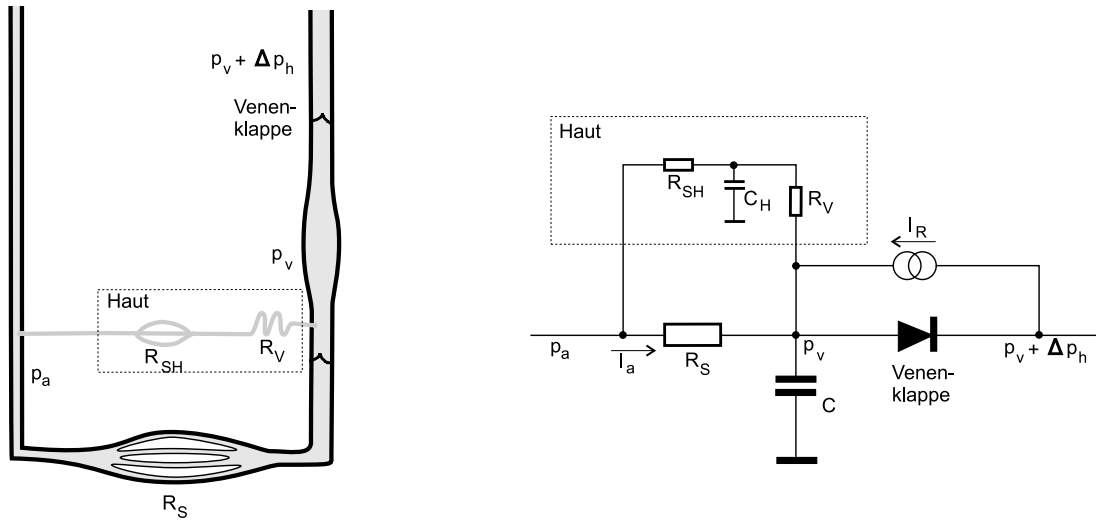 p_v + Δp_h
Venen-
klappe
p_v
Haut
R_SH
R_V
p_a
R_S
Haut
R_SH
C_H
R_V
I_R
p_a
I_a
R_S
p_v
Venen-
klappe
p_v + Δp_h
C